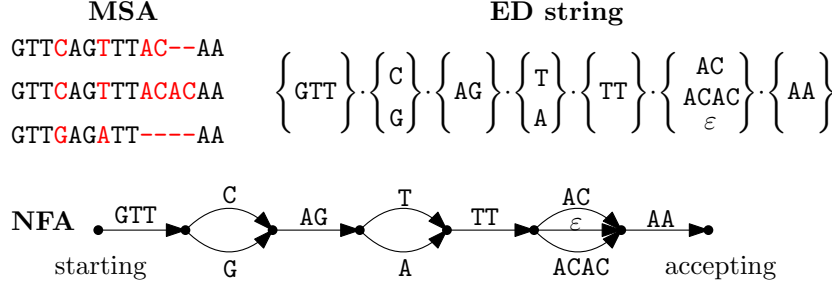 MSA
GTTCAGTTTAC--AA
GTTCAGTTTACACAA
GTTGAGATT----AA
ED string
{GTT} · {C G} · {AG} · {T A} · {TT} · {AC ACAC ε} · {AA}
NFA
GTT C G AG T A TT AC ε ACAC AA
starting accepting